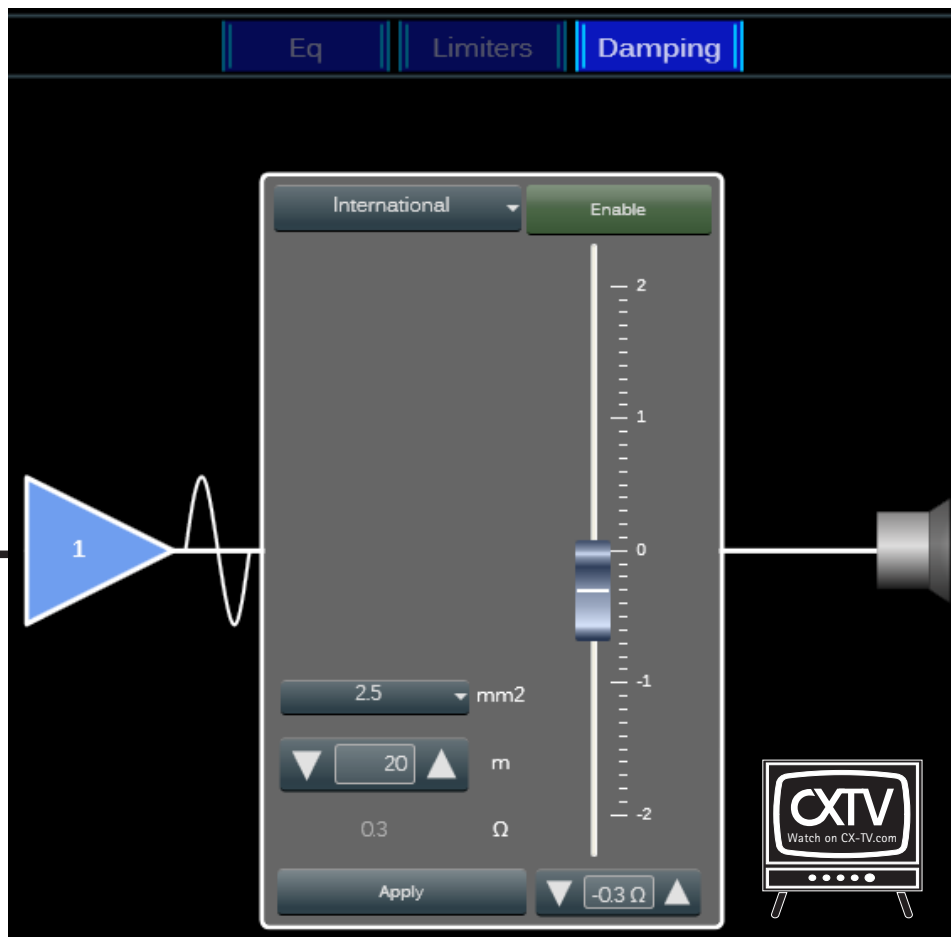 Eq Limiters Damping
International Enable
2
1
1
0
-1
2.5 mm2
20 m
0.3 Ω
-2
Apply -0.3 Ω
CXTV
Watch on CX-TV.com